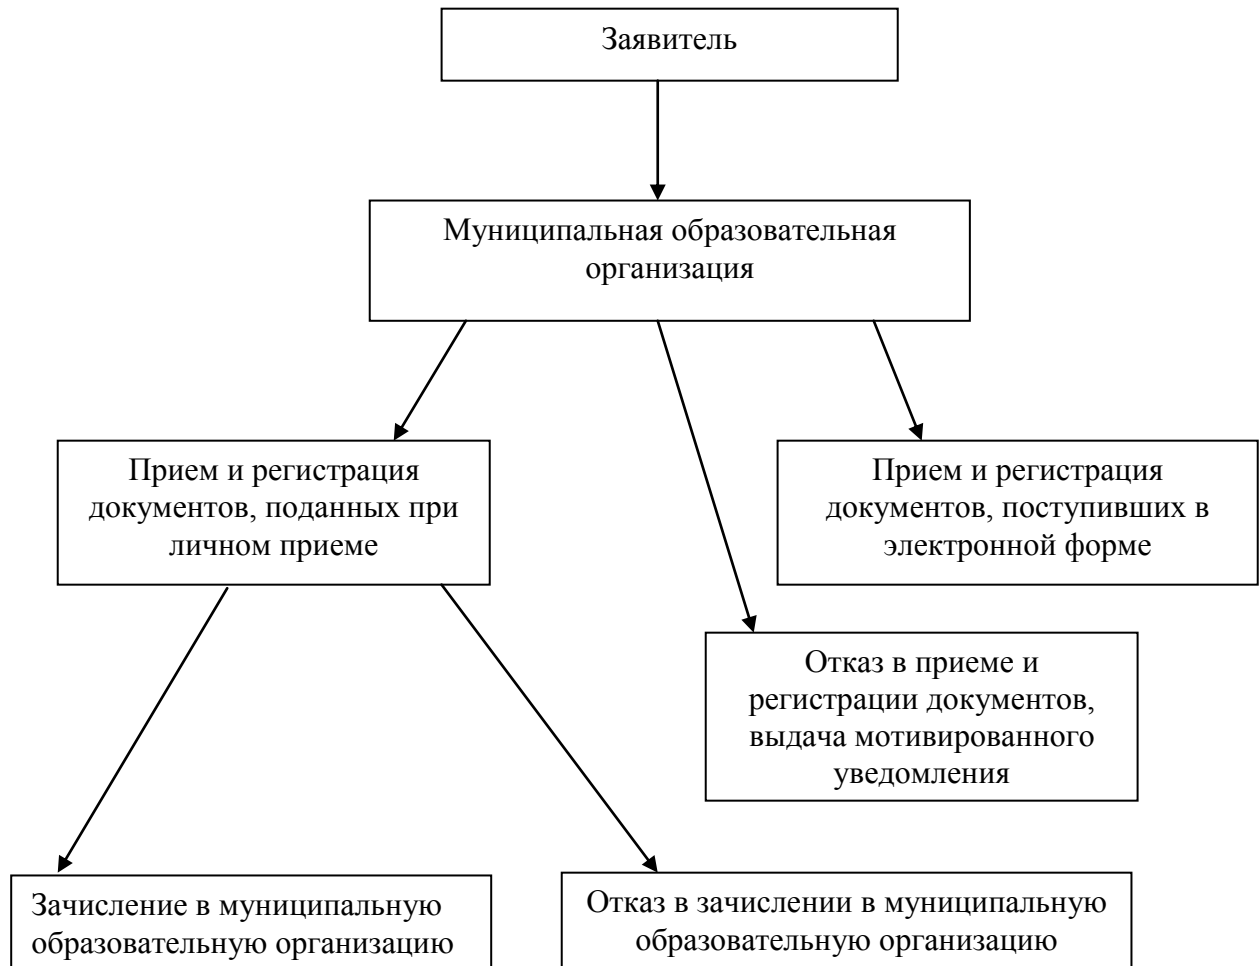 Заявитель
Муниципальная образовательная
организация
Прием и регистрация
документов, поданных при
личном приеме
Прием и регистрация
документов, поступивших в
электронной форме
Отказ в приеме и
регистрации документов,
выдача мотивированного
уведомления
Зачисление в муниципальную
образовательную организацию
Отказ в зачислении в муниципальную
образовательную организацию